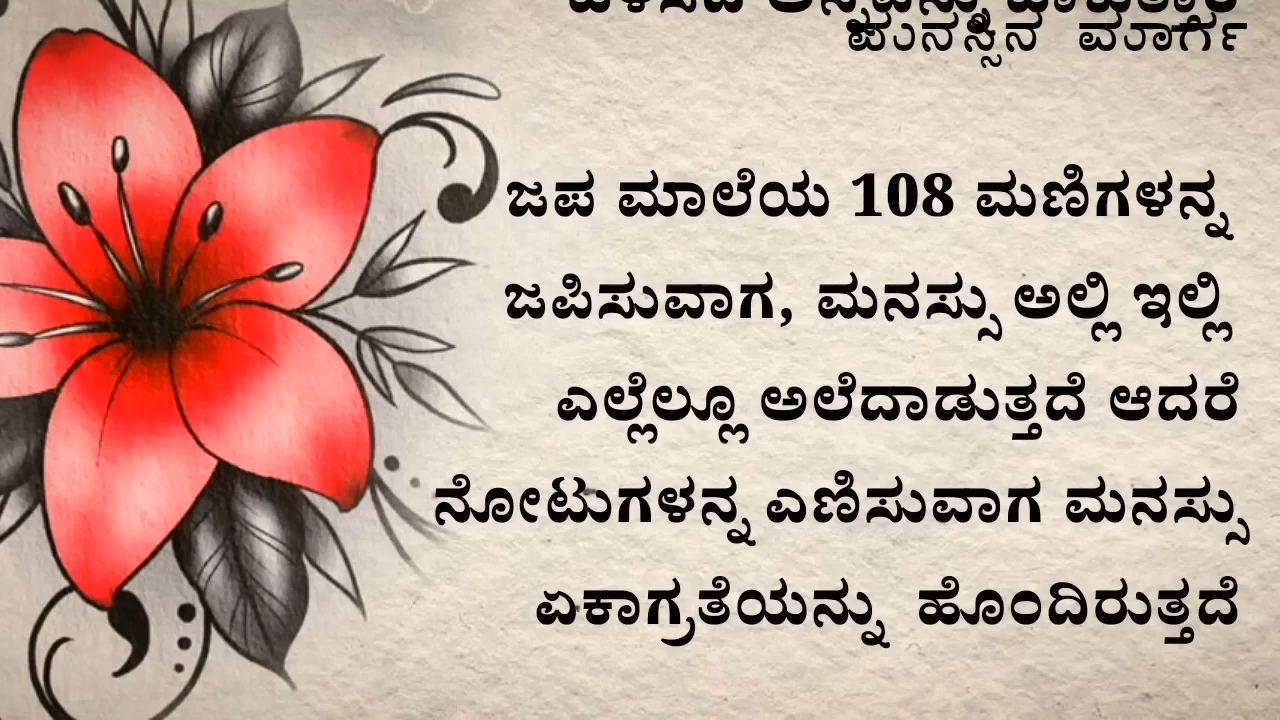 ಮನಸ್ಸಿನ ಮಾರ್ಗ
ಜಪ ಮಾಲೆಯ 108 ಮಣಿಗಳನ್ನ
ಜಪಿಸುವಾಗ, ಮನಸ್ಸು ಅಲ್ಲಿ ಇಲ್ಲಿ
ಎಲ್ಲೆಲ್ಲೂ ಅಲೆದಾಡುತ್ತದೆ ಆದರೆ
ನೋಟುಗಳನ್ನ ಎಣಿಸುವಾಗ ಮನಸ್ಸು
ಏಕಾಗ್ರತೆಯನ್ನು ಹೊಂದಿರುತ್ತದೆ